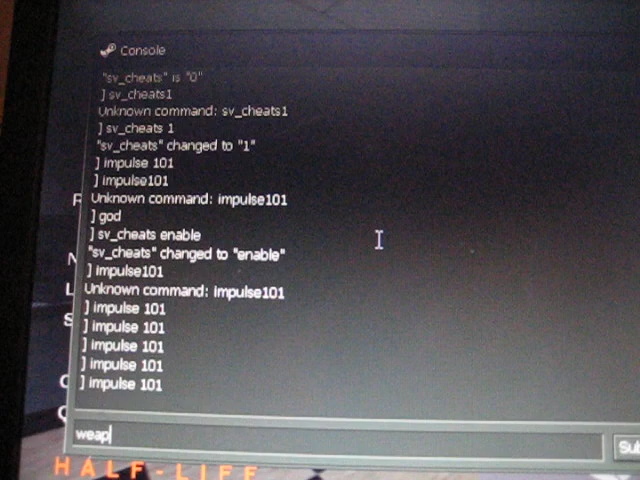 Console
"sv_cheats" is "0"
] sv_cheats1
Unknown command: sv_cheats1
] sv_cheats 1
"sv_cheats" changed to "1"
] impulse 101
] impulse101
Unknown command: impulse101
] god
] sv_cheats enable
"sv_cheats" changed to "enable"
] impulse101
Unknown command: impulse101
] impulse 101
] impulse 101
] impulse 101
] impulse 101
] impulse 101
weap
Sub
HALF-LIFE